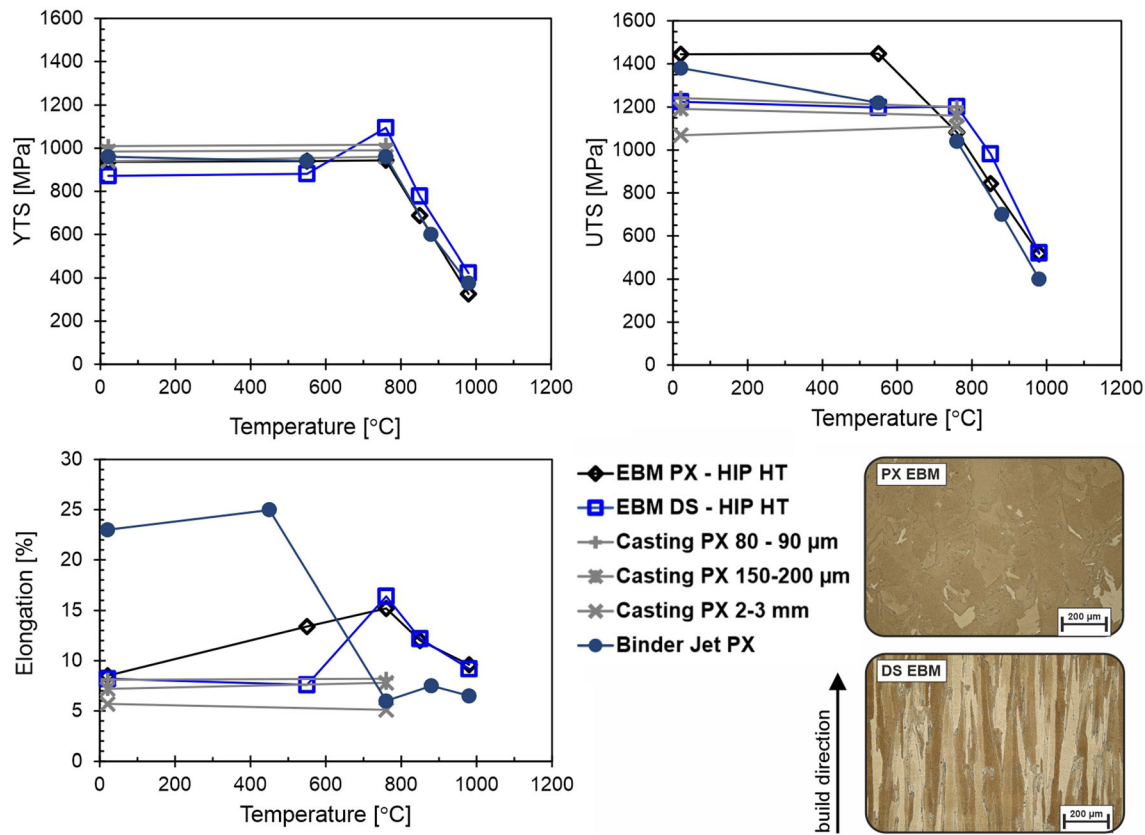 1600
1400
1200
1000
800
600
400
200
0
YTS [MPa]
0 200 400 600 800 1000 1200
Temperature [°C]
1600
1400
1200
1000
800
600
400
200
0
UTS [MPa]
0 200 400 600 800 1000 1200
Temperature [°C]
30
25
20
15
10
5
0
Elongation [%]
0 200 400 600 800 1000 1200
Temperature [°C]
EBM PX - HIP HT
EBM DS - HIP HT
Casting PX 80 - 90 µm
Casting PX 150-200 µm
Casting PX 2-3 mm
Binder Jet PX
PX EBM
200 µm
build direction
DS EBM
200 µm